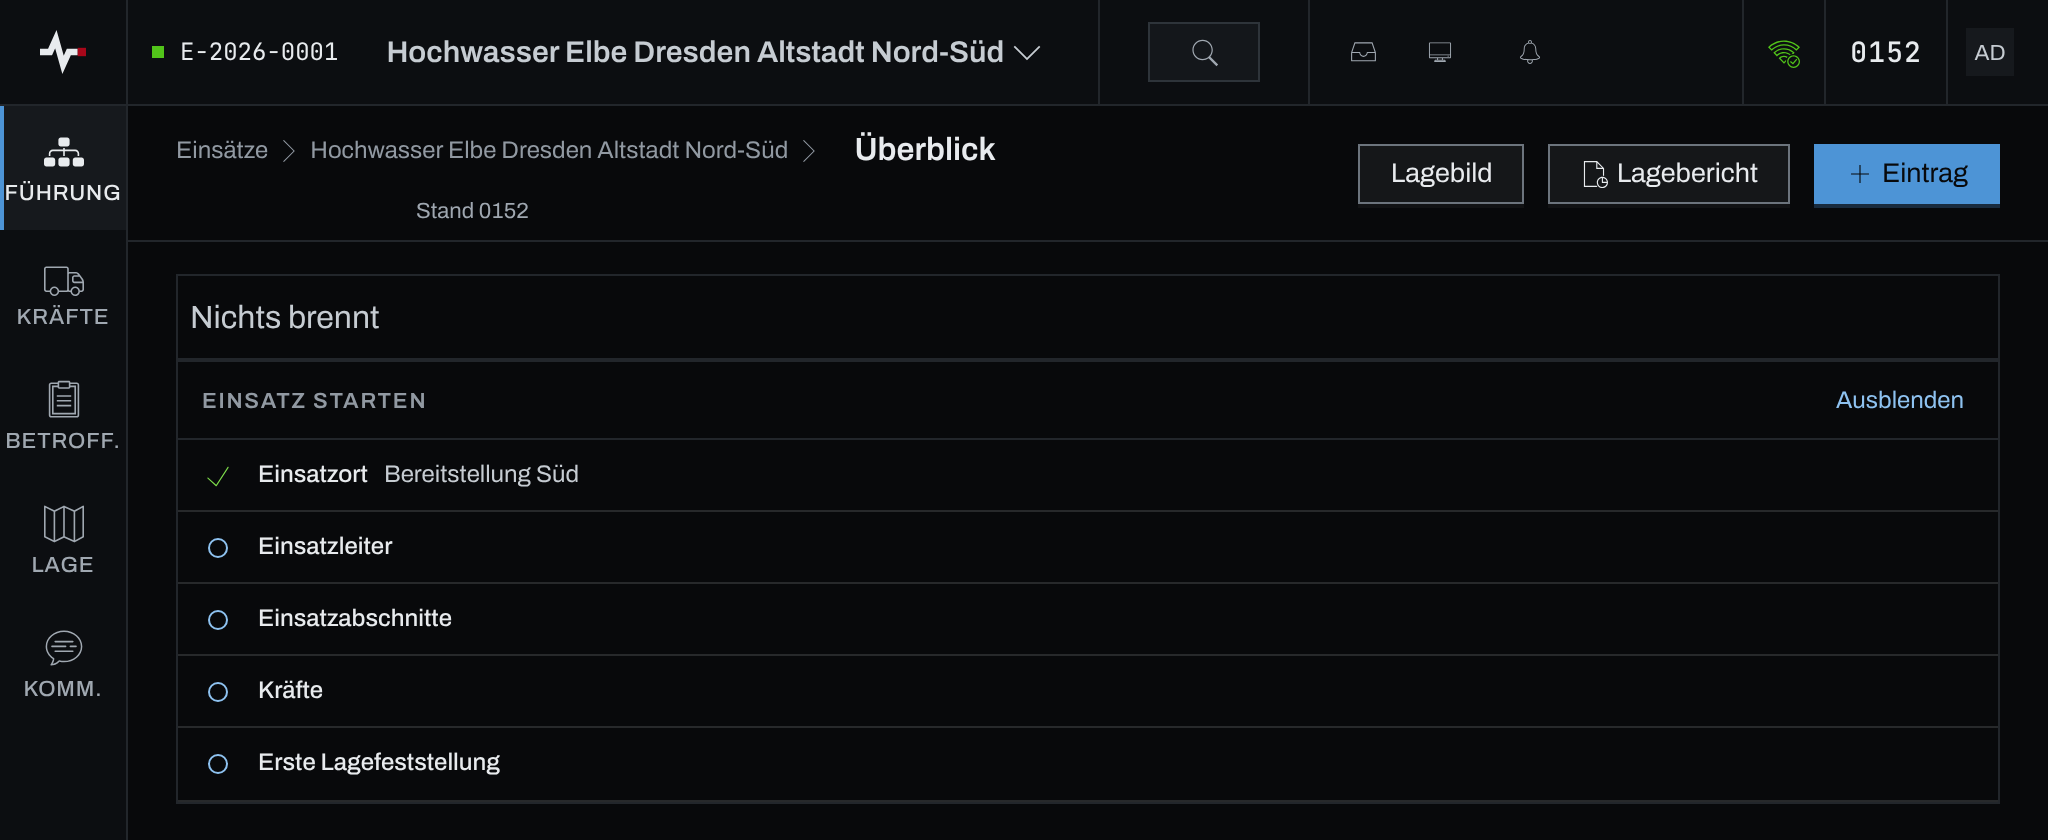 E-2026-0001 Hochwasser Elbe Dresden Altstadt Nord-Süd 0152 AD
FÜHRUNG
KRÄFTE
BETROFF.
LAGE
KOMM.
Einsätze Hochwasser Elbe Dresden Altstadt Nord-Süd Überblick
Stand 0152
Lagebild Lagebericht + Eintrag
Nichts brennt
EINSATZ STARTEN Ausblenden
Einsatzort Bereitstellung Süd
Einsatzleiter
Einsatzabschnitte
Kräfte
Erste Lagefeststellung